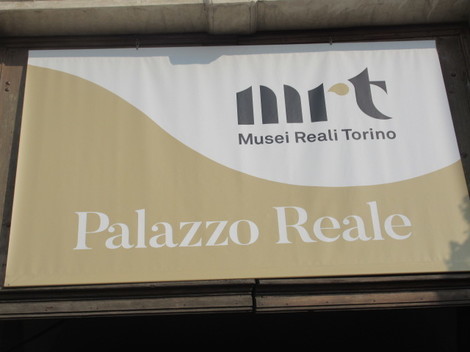 mrt
Musei Reali Torino
Palazzo Reale